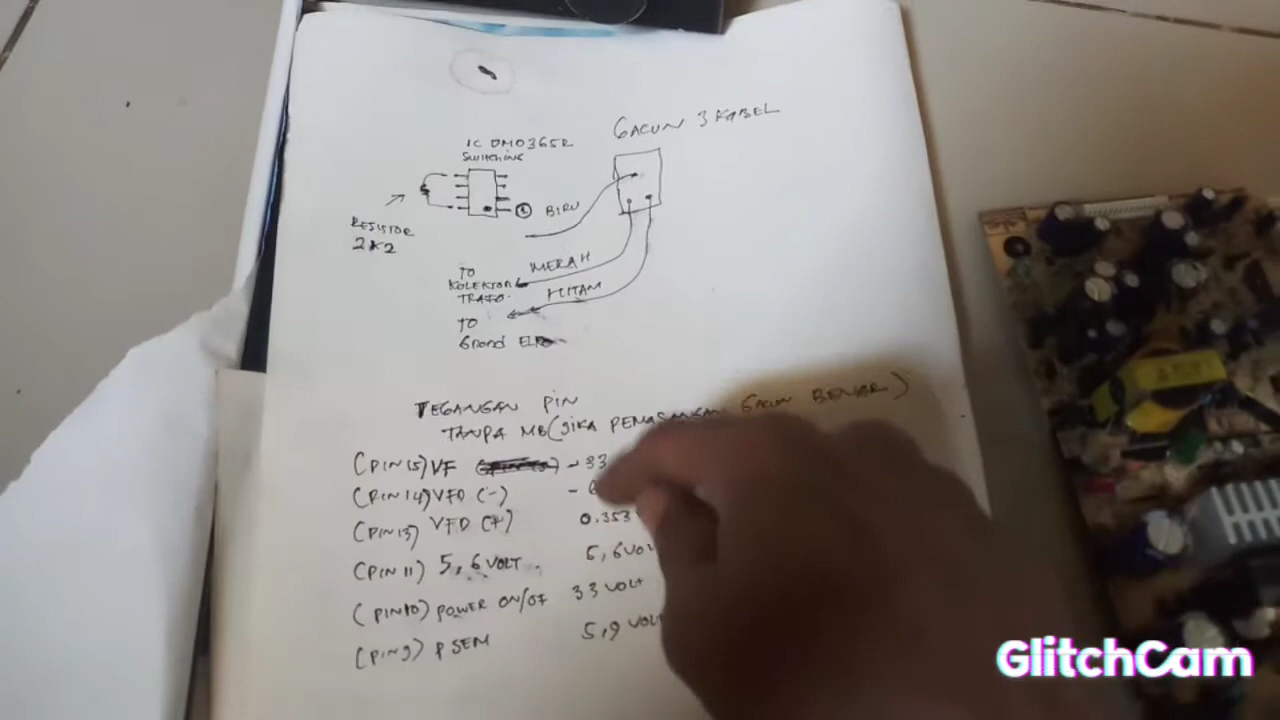 GACUN 3 KABEL
IC DM0365R
SWITCHING
BIRU
RESISTOR
2K2
MERAH
TO
KOLEKTOR
TRAFO.
HITAM
TO
Grond
TEGANGAN PIN
TANPA MB (JIKA PEMASANGAN GACUN BENAR)
(PIN 15) VF - 33
(PIN 14) VFD (-) -
(PIN 13) VFD (+) 0.353
(PIN 11) 5,6 VOLT. 5,6 VOL
(PIN 10) POWER ON/OF 33 VOLT
(PIN 9) P SEM 5,9 VOLT
GlitchCam